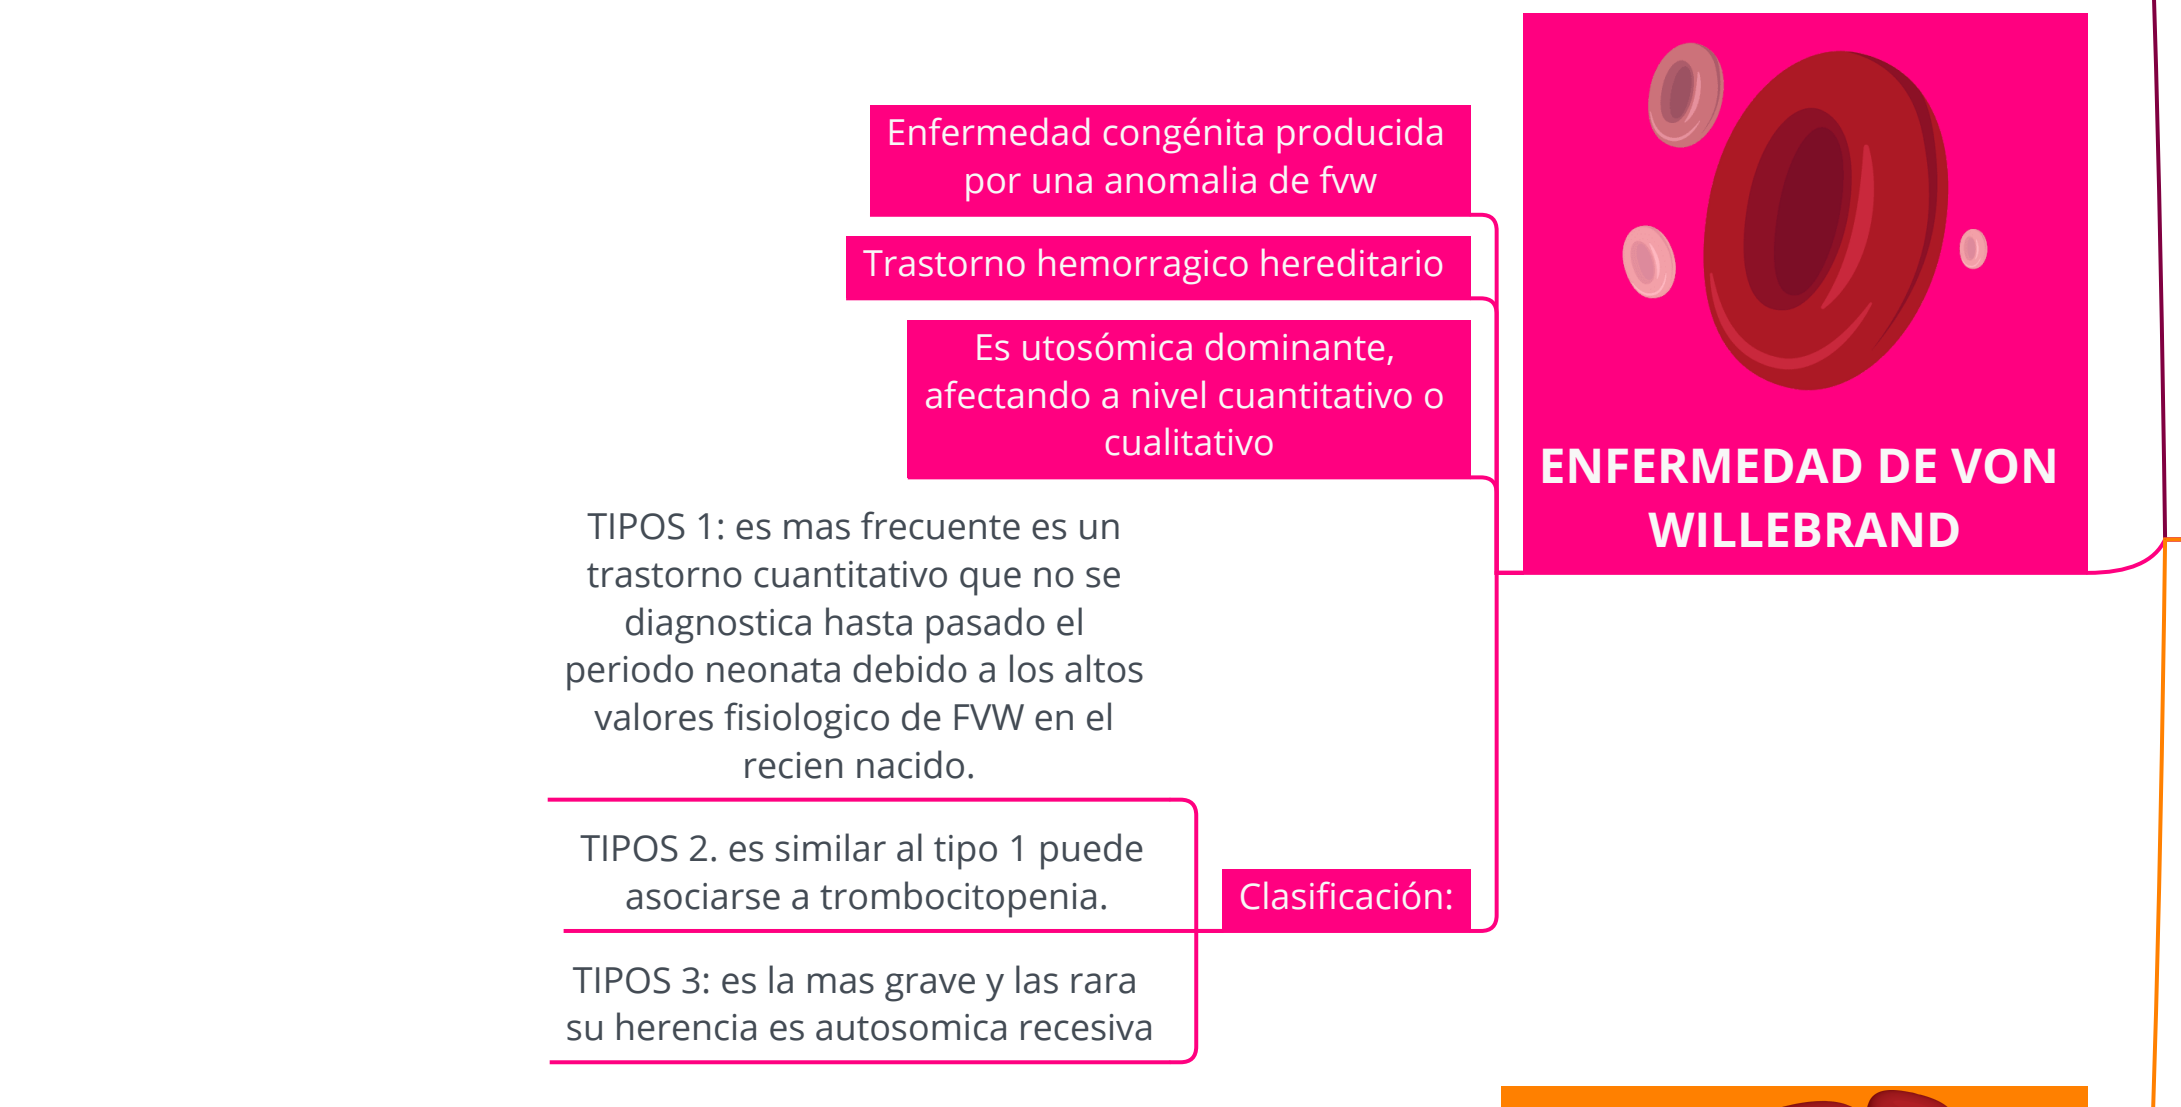 ENFERMEDAD DE VON
WILLEBRAND
Enfermedad congénita producida
por una anomalia de fvw
Trastorno hemorragico hereditario
Es utosómica dominante,
afectando a nivel cuantitativo o
cualitativo
Clasificación:
TIPOS 1: es mas frecuente es un
trastorno cuantitativo que no se
diagnostica hasta pasado el
periodo neonata debido a los altos
valores fisiologico de FVW en el
recien nacido.
TIPOS 2. es similar al tipo 1 puede
asociarse a trombocitopenia.
TIPOS 3: es la mas grave y las rara
su herencia es autosomica recesiva